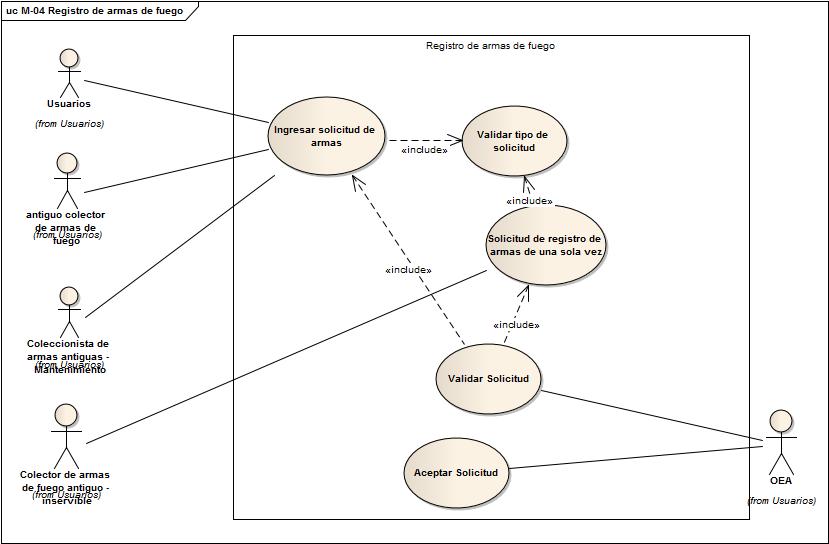 uc M-04 Registro de armas de fuego
Registro de armas de fuego
Usuarios
(from Usuarios)
Ingresar solicitud de
armas
«include»
Validar tipo de
solicitud
antiguo colector
de armas de
fuego
(from Usuarios)
«include»
Solicitud de registro de
armas de una sola vez
«include»
Coleccionista de
armas antiguas -
Mantenimiento
(from Usuarios)
«include»
Validar Solicitud
Colector de armas
de fuego antiguo -
inservible
(from Usuarios)
Aceptar Solicitud
OEA
(from Usuarios)